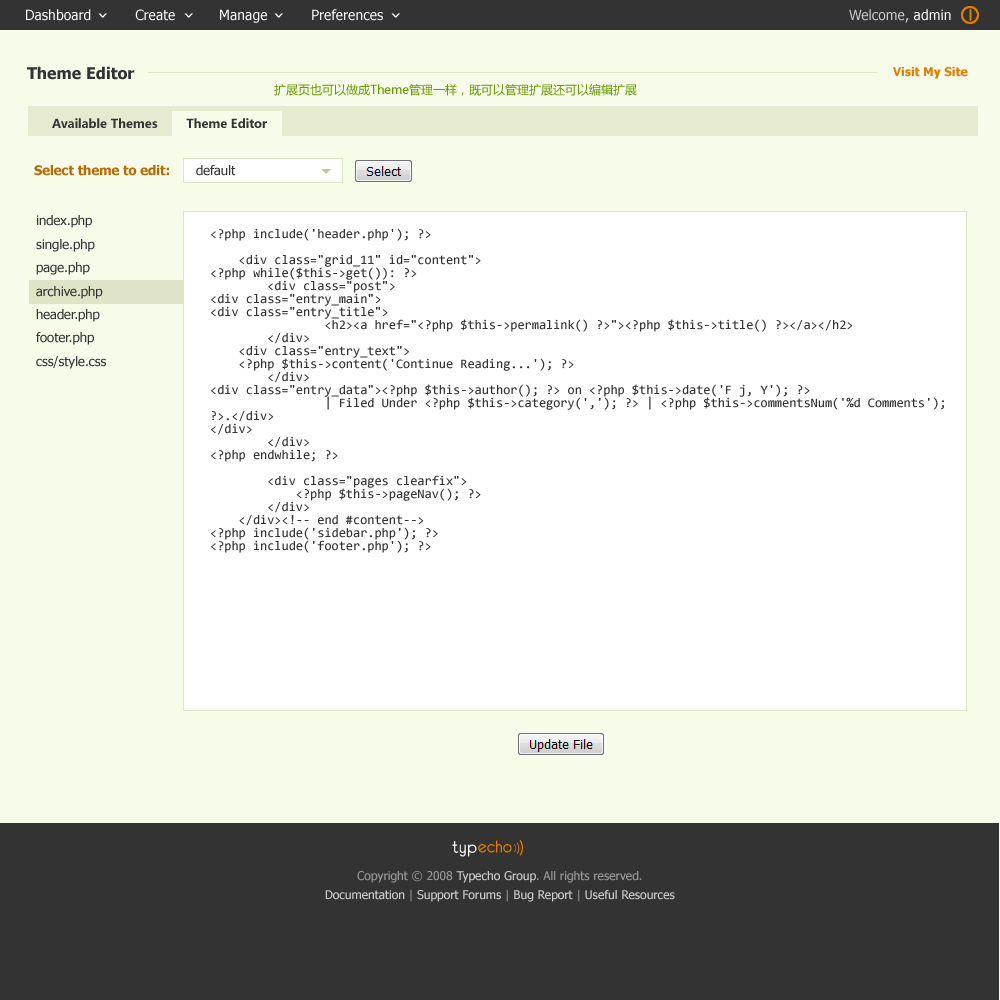 Dashboard Create Manage Preferences Welcome, admin
Theme Editor Visit My Site
扩展页也可以做成Theme管理一样，既可以管理扩展还可以编辑扩展
Available Themes Theme Editor
Select theme to edit: default Select
index.php
single.php
page.php
archive.php
header.php
footer.php
css/style.css
<?php include('header.php'); ?>
<div class="grid_11" id="content">
<?php while($this->get()): ?>
<div class="post">
<div class="entry_main">
<div class="entry_title">
<h2><a href="<?php $this->permalink() ?>"><?php $this->title() ?></a></h2>
</div>
<div class="entry_text">
<?php $this->content('Continue Reading...'); ?>
</div>
<div class="entry_data"><?php $this->author(); ?> on <?php $this->date('F j, Y'); ?>
| Filed Under <?php $this->category(','); ?> | <?php $this->commentsNum('%d Comments');
?>.</div>
</div>
</div>
<?php endwhile; ?>
<div class="pages clearfix">
<?php $this->pageNav(); ?>
</div>
</div><!-- end #content-->
<?php include('sidebar.php'); ?>
<?php include('footer.php'); ?>
Update File
typecho))
Copyright © 2008 Typecho Group. All rights reserved.
Documentation | Support Forums | Bug Report | Useful Resources